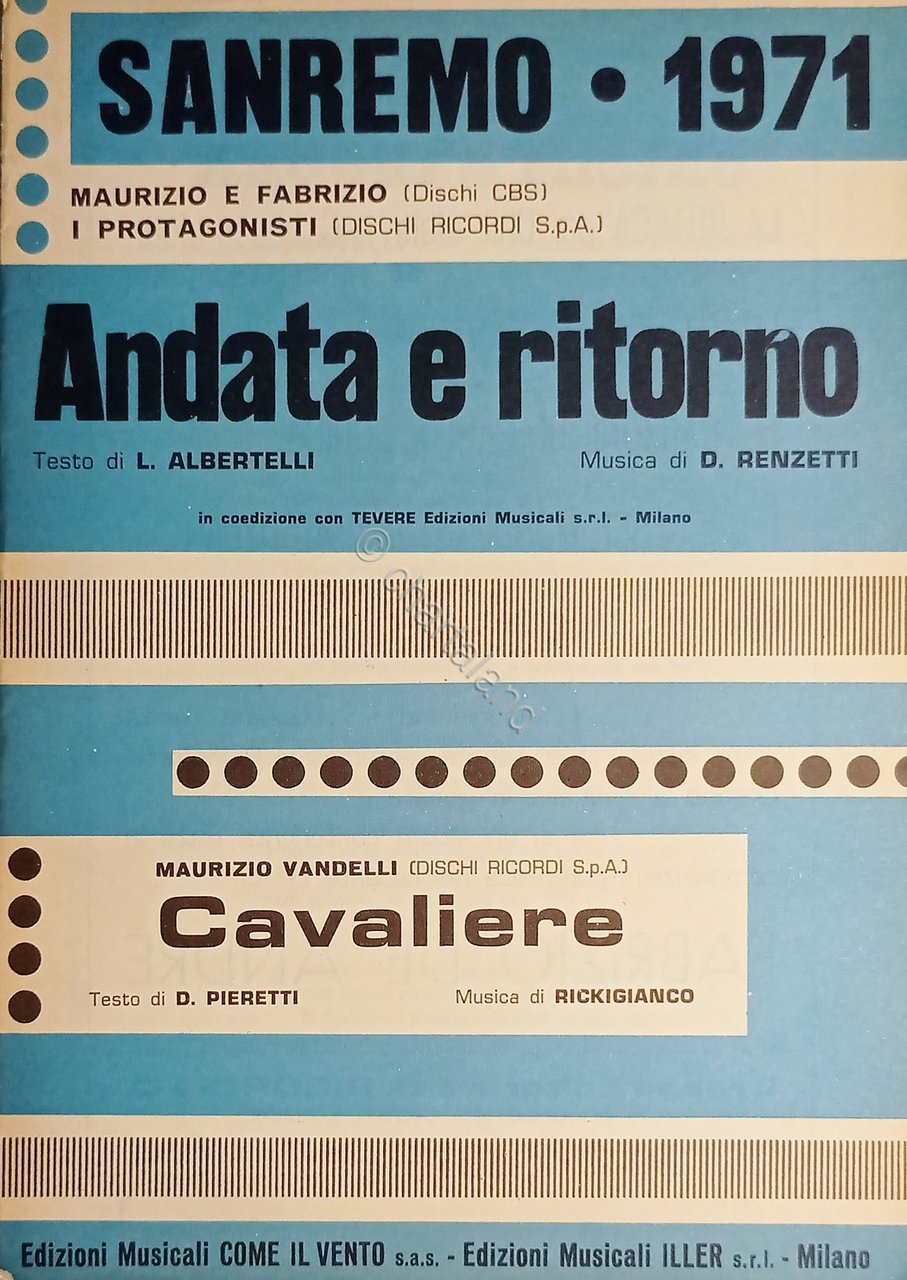 SANREMO • 1971
MAURIZIO E FABRIZIO (Dischi CBS)
I PROTAGONISTI (DISCHI RICORDI S.p.A.)
Andata e ritorno
Testo di L. ALBERTELLI Musica di D. RENZETTI
in coedizione con TEVERE Edizioni Musicali s.r.l. - Milano
© chartaland
MAURIZIO VANDELLI (DISCHI RICORDI S.p.A.)
Cavaliere
Testo di D. PIERETTI Musica di RICKIGIANCO
Edizioni Musicali COME IL VENTO s.a.s. - Edizioni Musicali ILLER s.r.l. - Milano